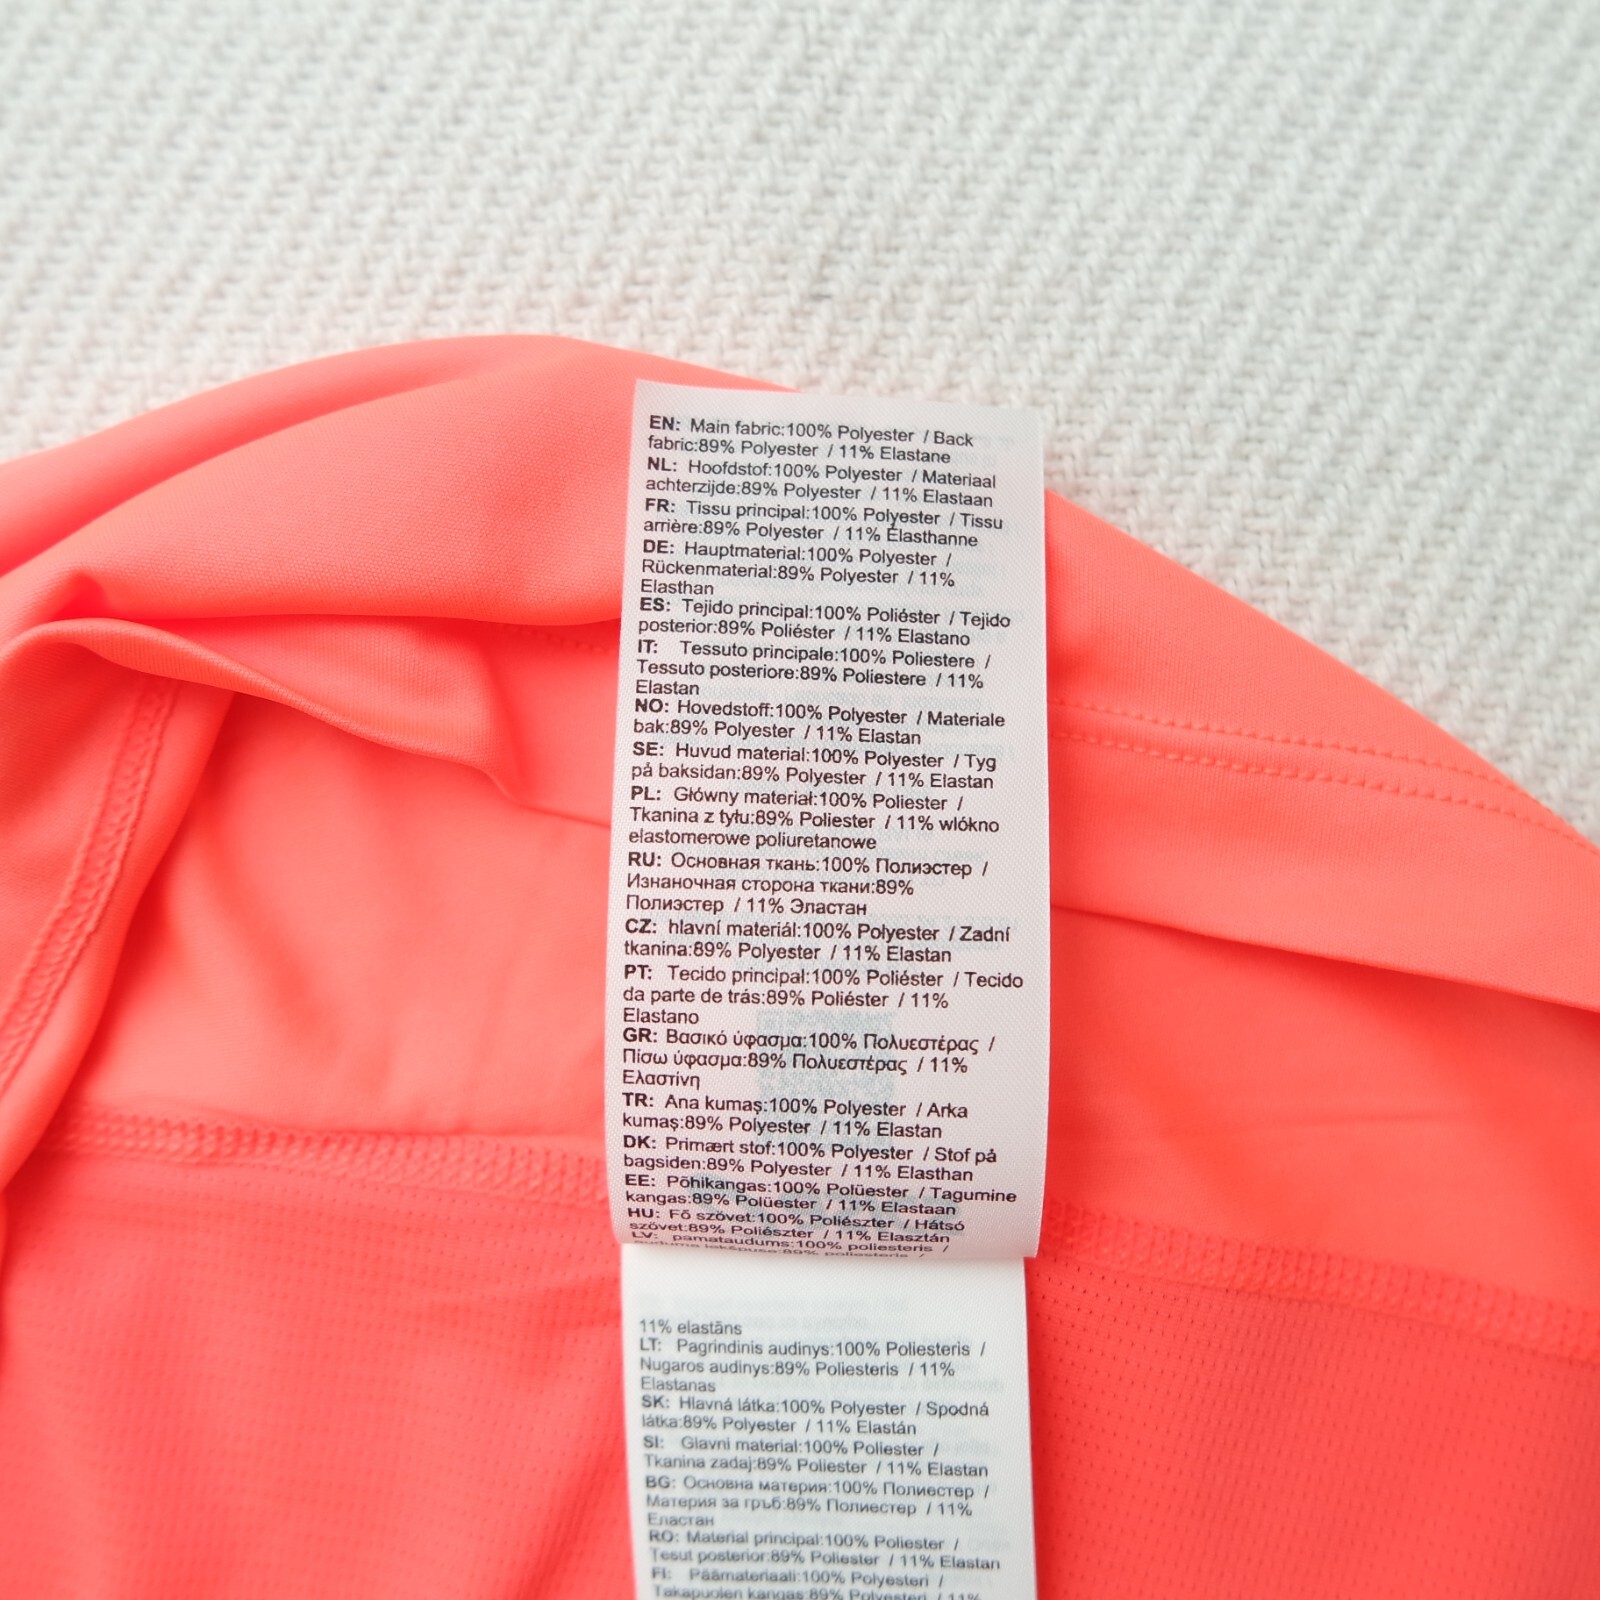 EN: Main fabric:100% Polyester / Back
fabric:89% Polyester / 11% Elastane
NL: Hoofdstof:100% Polyester / Materiaal
achterzijde:89% Polyester / 11% Elastaan
FR: Tissu principal:100% Polyester / Tissu
arrière:89% Polyester / 11% Élasthanne
DE: Hauptmaterial:100% Polyester /
Rückenmaterial:89% Polyester / 11%
Elasthan
ES: Tejido principal:100% Poliéster / Tejido
posterior:89% Poliéster / 11% Elastano
IT: Tessuto principale:100% Poliestere /
Tessuto posteriore:89% Poliestere / 11%
Elastan
NO: Hovedstoff:100% Polyester / Materiale
bak:89% Polyester / 11% Elastan
SE: Huvud material:100% Polyester / Tyg
på baksidan:89% Polyester / 11% Elastan
PL: Główny materiał:100% Poliester /
Tkanina z tyłu:89% Poliester / 11% wlókno
elastomerowe poliuretanowe
RU: Основная ткань:100% Полиэстер /
Изнаночная сторона ткани:89%
Полиэстер / 11% Эластан
CZ: hlavní materiál:100% Polyester / Zadní
tkanina:89% Polyester / 11% Elastan
PT: Tecido principal:100% Poliéster / Tecido
da parte de trás:89% Poliéster / 11%
Elastano
GR: Βασικό ύφασμα:100% Πολυεστέρας /
Πίσω ύφασμα:89% Πολυεστέρας / 11%
Ελαστίνη
TR: Ana kumaş:100% Polyester / Arka
kumaş:89% Polyester / 11% Elastan
DK: Primært stof:100% Polyester / Stof på
bagsiden:89% Polyester / 11% Elasthan
EE: Põhikangas:100% Polüester / Tagumine
kangas:89% Polüester / 11% Elastaan
HU: Fő szövet:100% Poliészter / Hátsó
szövet:89% Poliészter / 11% Elasztán
LV: pamataudums:100% poliesteris /
89% poliesteris /
11% elastāns
LT: Pagrindinis audinys:100% Poliesteris /
Nugaros audinys:89% Poliesteris / 11%
Elastanas
SK: Hlavná látka:100% Polyester / Spodná
látka:89% Polyester / 11% Elastán
SI: Glavni material:100% Poliester /
Tkanina zadaj:89% Poliester / 11% Elastan
BG: Основна материя:100% Полиестер /
Материя за гръб:89% Полиестер / 11%
Еластан
RO: Material principal:100% Poliester /
Tesut posterior:89% Poliester / 11% Elastan
FI: Päämateriaali:100% Polyesteri /
Takapuolen kangas:89% Polyesteri / 11%